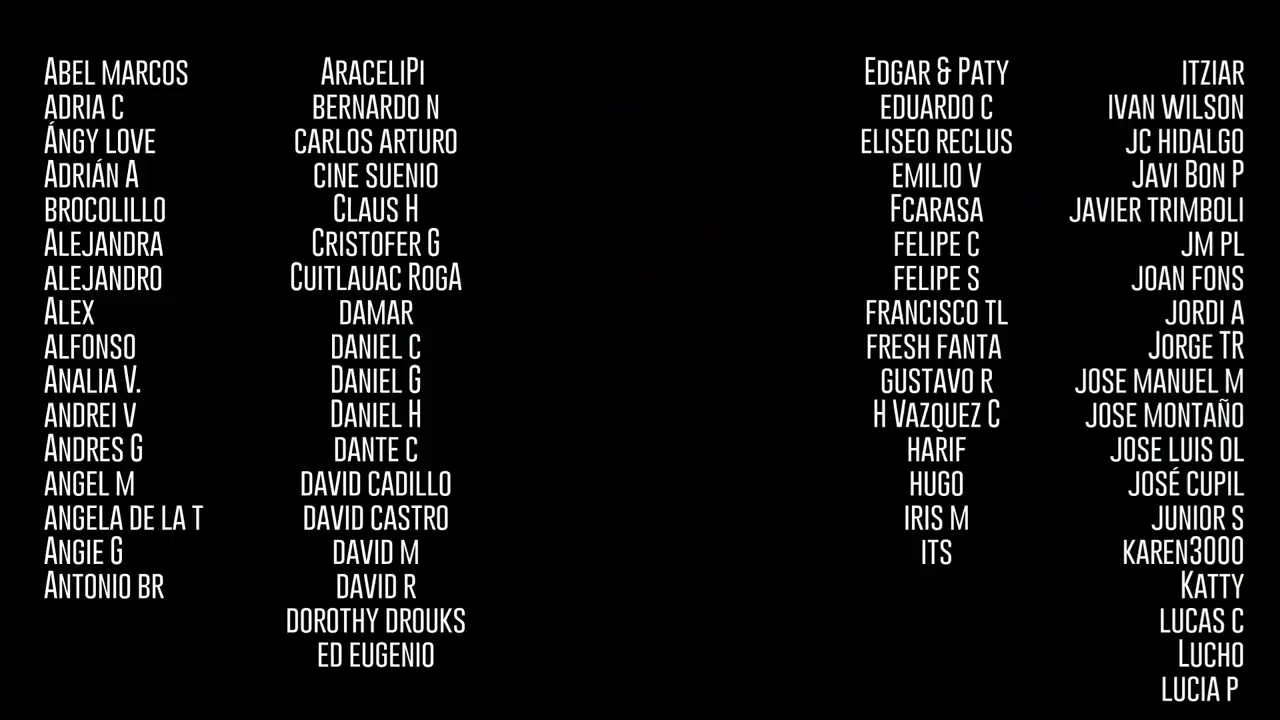 Abel marcos
adria c
Ángy love
Adrián A
brocolillo
Alejandra
alejandro
Alex
alfonso
Analia V.
andrei v
Andres G
angel m
angela de la t
Angie G
Antonio br
AraceliPi
bernardo n
carlos arturo
cine suenio
Claus H
Cristofer G
Cuitlauac RogA
damar
daniel c
Daniel G
Daniel H
dante c
david cadillo
david castro
david m
david r
dorothy drouks
ed eugenio
Edgar & Paty
eduardo c
eliseo reclus
emilio v
Fcarasa
felipe c
felipe s
francisco tl
fresh fanta
gustavo r
H Vazquez C
harif
hugo
iris m
its
itziar
ivan wilson
jc hidalgo
Javi Bon P
javier trimboli
jm pl
joan fons
jordi a
Jorge TR
jose manuel m
jose montaño
jose luis ol
josé cupil
junior s
karen3000
Katty
lucas c
Lucho
lucia p